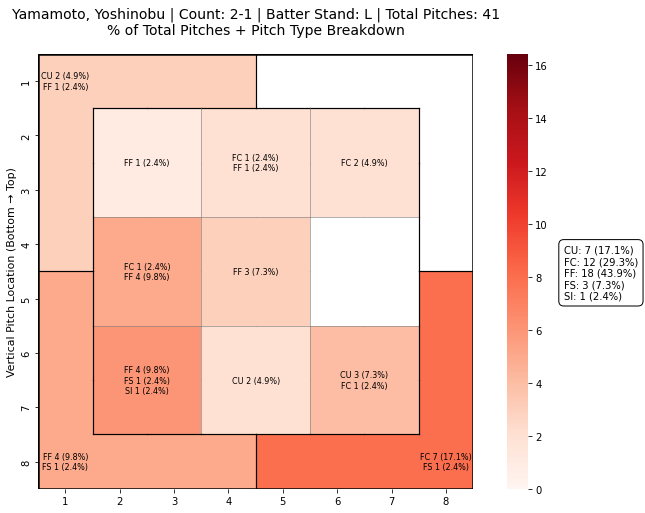 Yamamoto, Yoshinobu | Count: 2-1 | Batter Stand: L | Total Pitches: 41
% of Total Pitches + Pitch Type Breakdown
Vertical Pitch Location (Bottom → Top)
1
2
3
4
5
6
7
8
CU 2 (4.9%)
FF 1 (2.4%)
FF 1 (2.4%)
FC 1 (2.4%)
FF 1 (2.4%)
FC 2 (4.9%)
FC 1 (2.4%)
FF 4 (9.8%)
FF 3 (7.3%)
FF 4 (9.8%)
FS 1 (2.4%)
SI 1 (2.4%)
CU 2 (4.9%)
CU 3 (7.3%)
FC 1 (2.4%)
FF 4 (9.8%)
FS 1 (2.4%)
FC 7 (17.1%)
FS 1 (2.4%)
1
2
3
4
5
6
7
8
16
14
12
10
8
6
4
2
0
CU: 7 (17.1%)
FC: 12 (29.3%)
FF: 18 (43.9%)
FS: 3 (7.3%)
SI: 1 (2.4%)